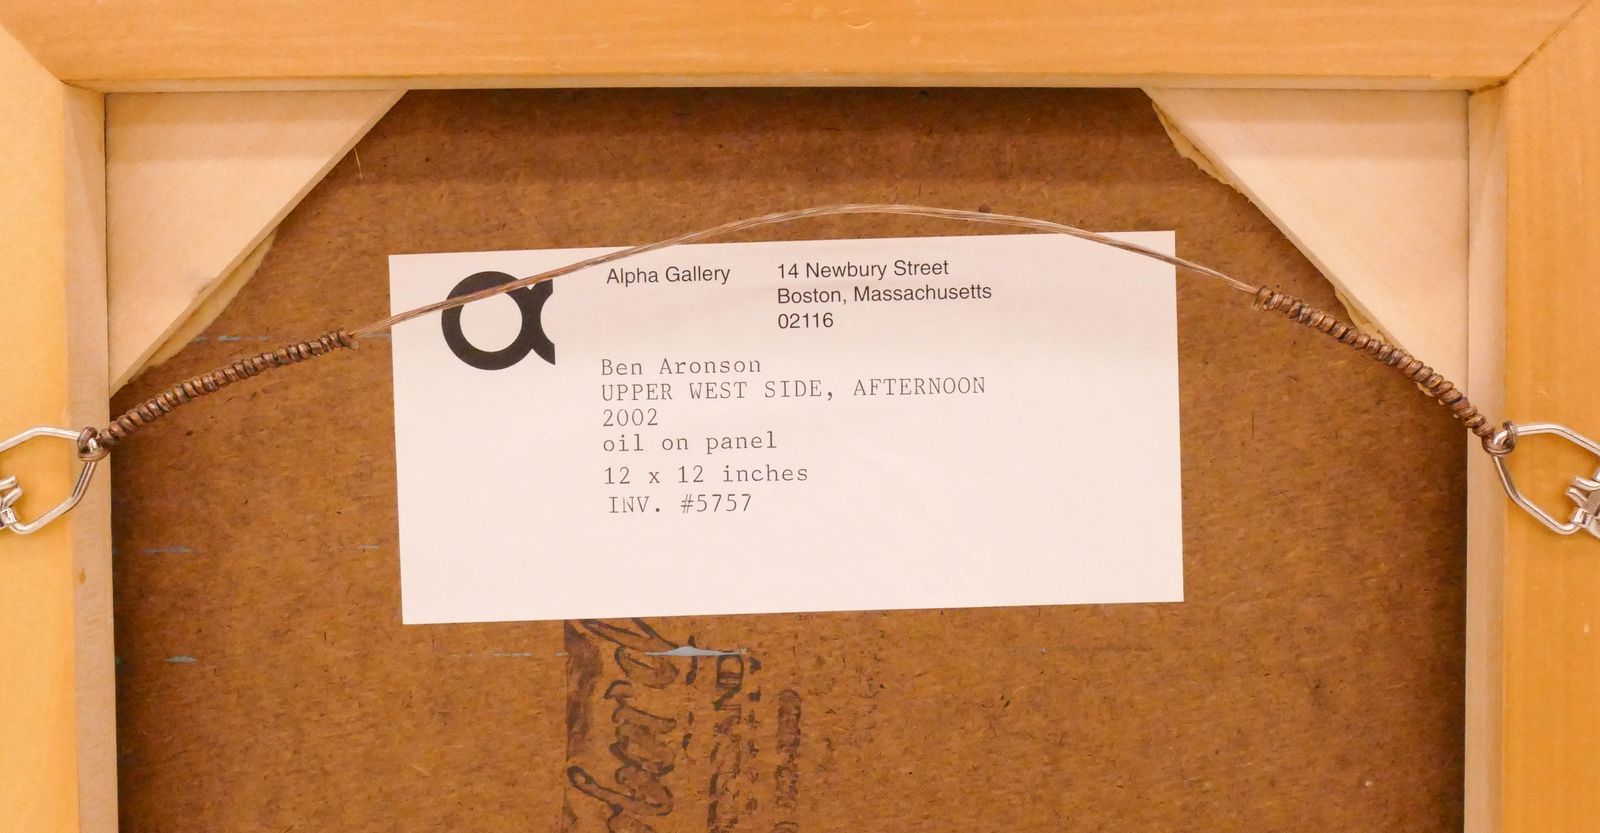 Alpha Gallery
14 Newbury Street
Boston, Massachusetts
02116
Ben Aronson
UPPER WEST SIDE, AFTERNOON
2002
oil on panel
12 x 12 inches
INV. #5757